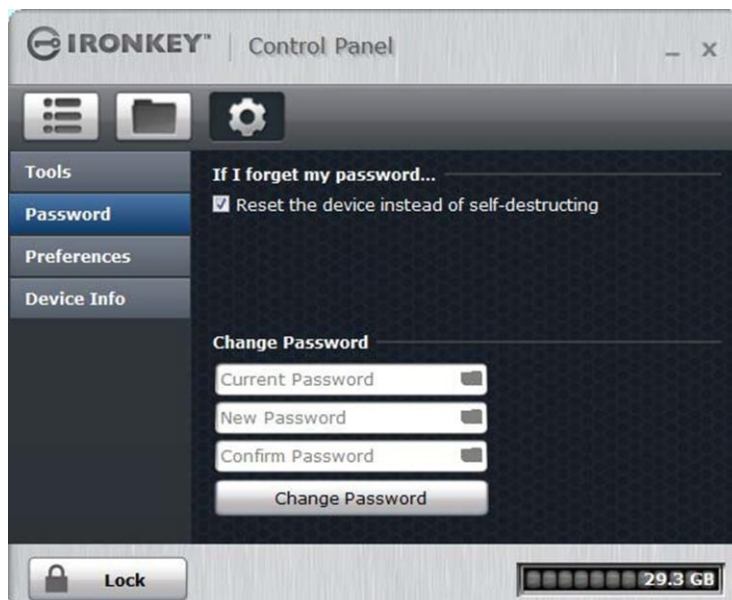 IRONKEY™ | Control Panel
Tools
Password
Preferences
Device Info
If I forget my password...
Reset the device instead of self-destructing
Change Password
Current Password
New Password
Confirm Password
Change Password
Lock
29.3 GB